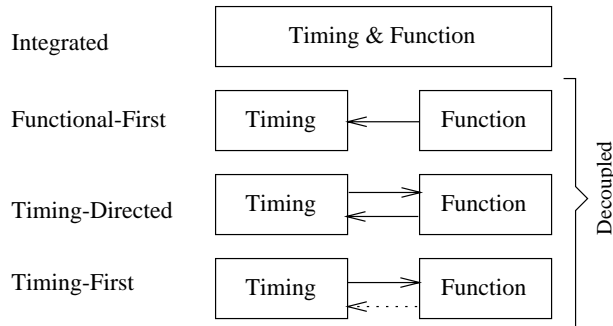 Integrated
Timing & Function
Functional-First
Timing
Function
Timing-Directed
Timing
Function
Timing-First
Timing
Function
Decoupled